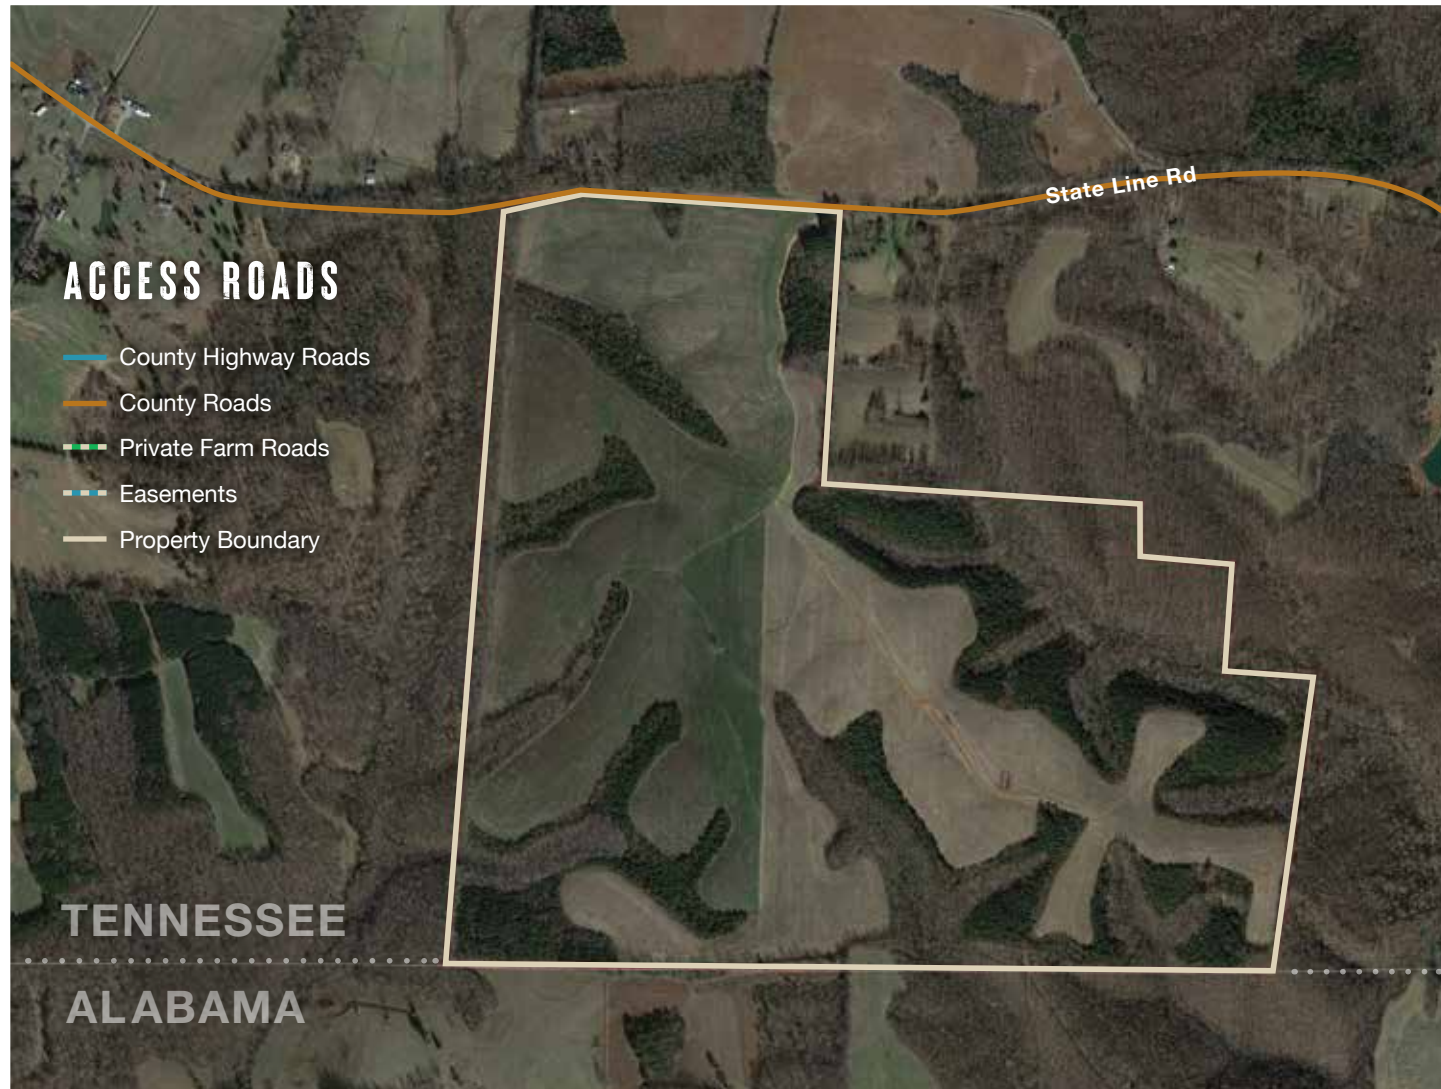 State Line Rd
ACCESS ROADS
County Highway Roads
County Roads
Private Farm Roads
Easements
Property Boundary
TENNESSEE
ALABAMA